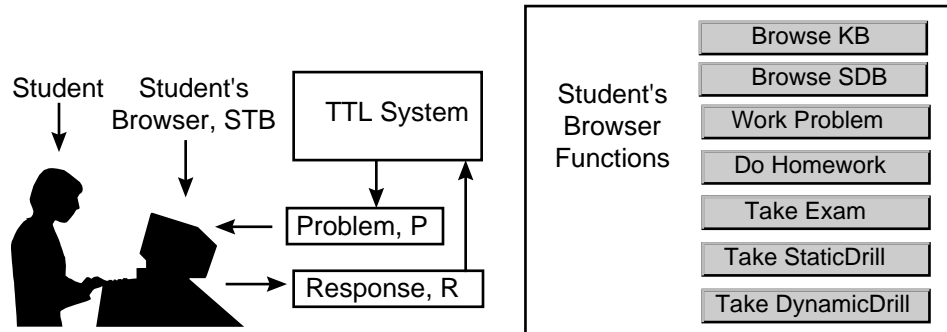 Student
Student's
Browser, STB
TTL System
Problem, P
Response, R
Student's
Browser
Functions
Browse KB
Browse SDB
Work Problem
Do Homework
Take Exam
Take StaticDrill
Take DynamicDrill